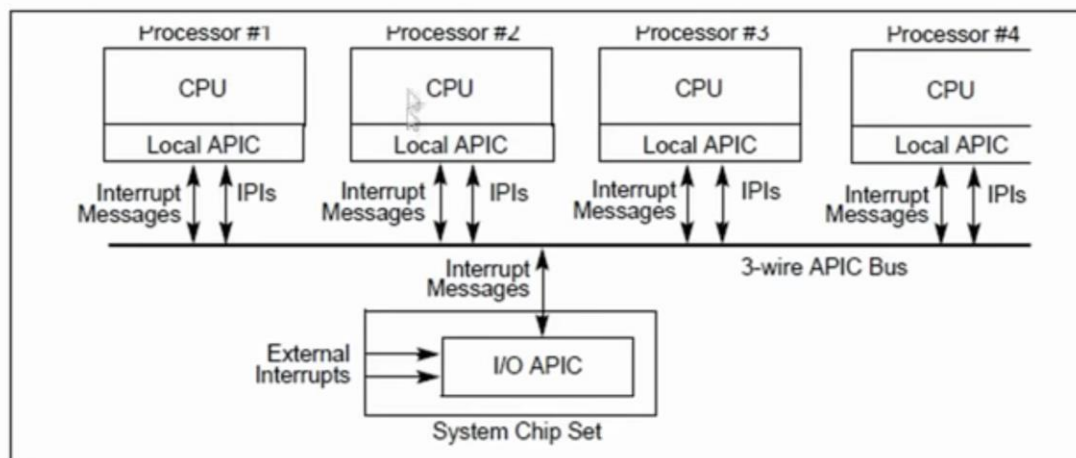 Processor #1
Processor #2
Processor #3
Processor #4
CPU
CPU
CPU
CPU
Local APIC
Local APIC
Local APIC
Local APIC
Interrupt
Messages
IPIs
Interrupt
Messages
IPIs
Interrupt
Messages
IPIs
Interrupt
Messages
IPIs
Interrupt
Messages
3-wire APIC Bus
External
Interrupts
I/O APIC
System Chip Set